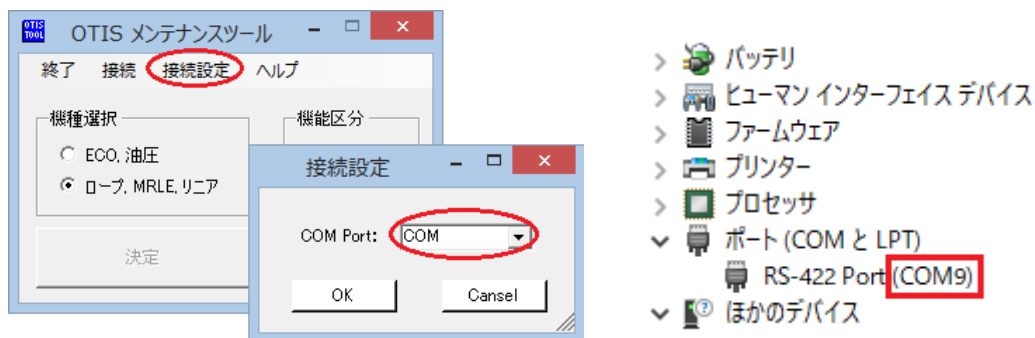 OTIS TOOL
OTIS メンテナンスツール
終了 接続 接続設定 ヘルプ
機種選択
機能区分
ECO, 油圧
ロープ, MRLE, リニア
決定
接続設定
COM Port: COM
OK Cansel
バッテリ
ヒューマン インターフェイス デバイス
ファームウェア
プリンター
プロセッサ
ポート (COM と LPT)
RS-422 Port (COM9)
ほかのデバイス